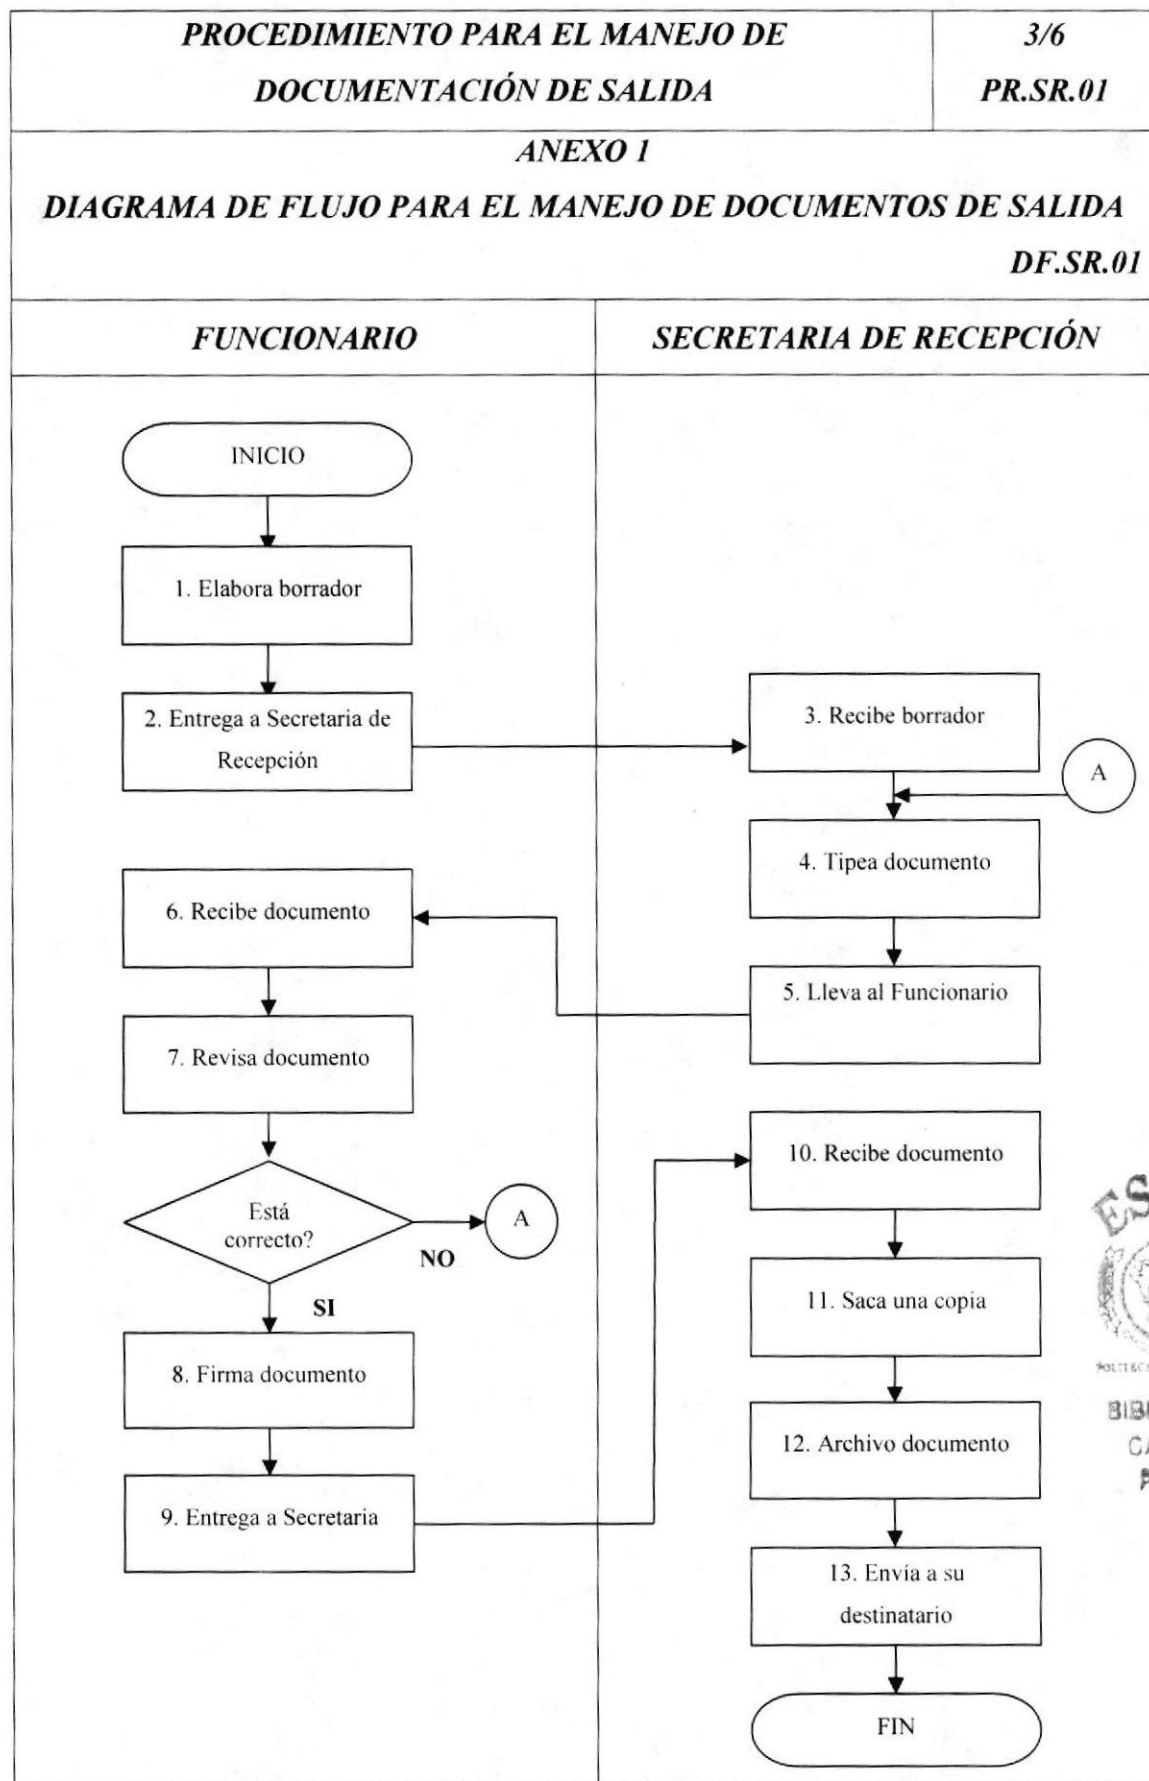 PROCEDIMIENTO PARA EL MANEJO DE
DOCUMENTACIÓN DE SALIDA
3/6
PR.SR.01
ANEXO 1
DIAGRAMA DE FLUJO PARA EL MANEJO DE DOCUMENTOS DE SALIDA
DF.SR.01
FUNCIONARIO
SECRETARIA DE RECEPCIÓN
INICIO
1. Elabora borrador
2. Entrega a Secretaria de
Recepción
3. Recibe borrador
A
4. Tipea documento
5. Lleva al Funcionario
6. Recibe documento
7. Revisa documento
Está
correcto?
NO
A
SI
8. Firma documento
9. Entrega a Secretaria
10. Recibe documento
11. Saca una copia
12. Archivo documento
13. Envía a su
destinatario
FIN
ES